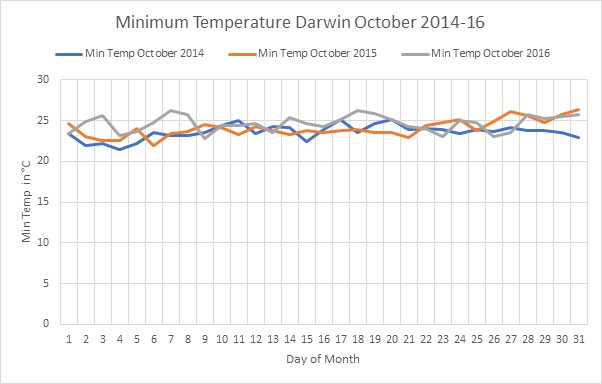 Minimum Temperature Darwin October 2014-16
Min Temp October 2014 Min Temp October 2015 Min Temp October 2016
30
25
20
15
10
5
0
Min Temp in °C
1 2 3 4 5 6 7 8 9 10 11 12 13 14 15 16 17 18 19 20 21 22 23 24 25 26 27 28 29 30 31
Day of Month